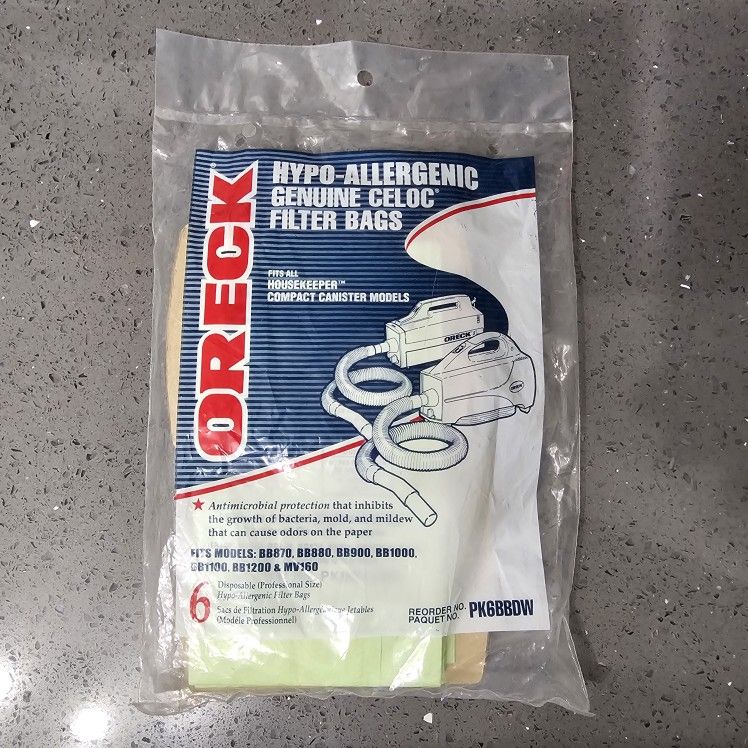 ORECK®
HYPO-ALLERGENIC
GENUINE CELOC®
FILTER BAGS
FITS ALL
HOUSEKEEPER™
COMPACT CANISTER MODELS
ORECK
ORECK
★ Antimicrobial protection that inhibits
the growth of bacteria, mold, and mildew
that can cause odors on the paper
FITS MODELS: BB870, BB880, BB900, BB1000,
BB1100, BB1200 & MV160
6 Disposable (Professional Size)
Hypo-Allergenic Filter Bags
Sacs de Filtration Hypo-Allergéniques Jetables
(Modéle Professionnel)
REORDER NO.
PAQUET NO. PK6BBDW